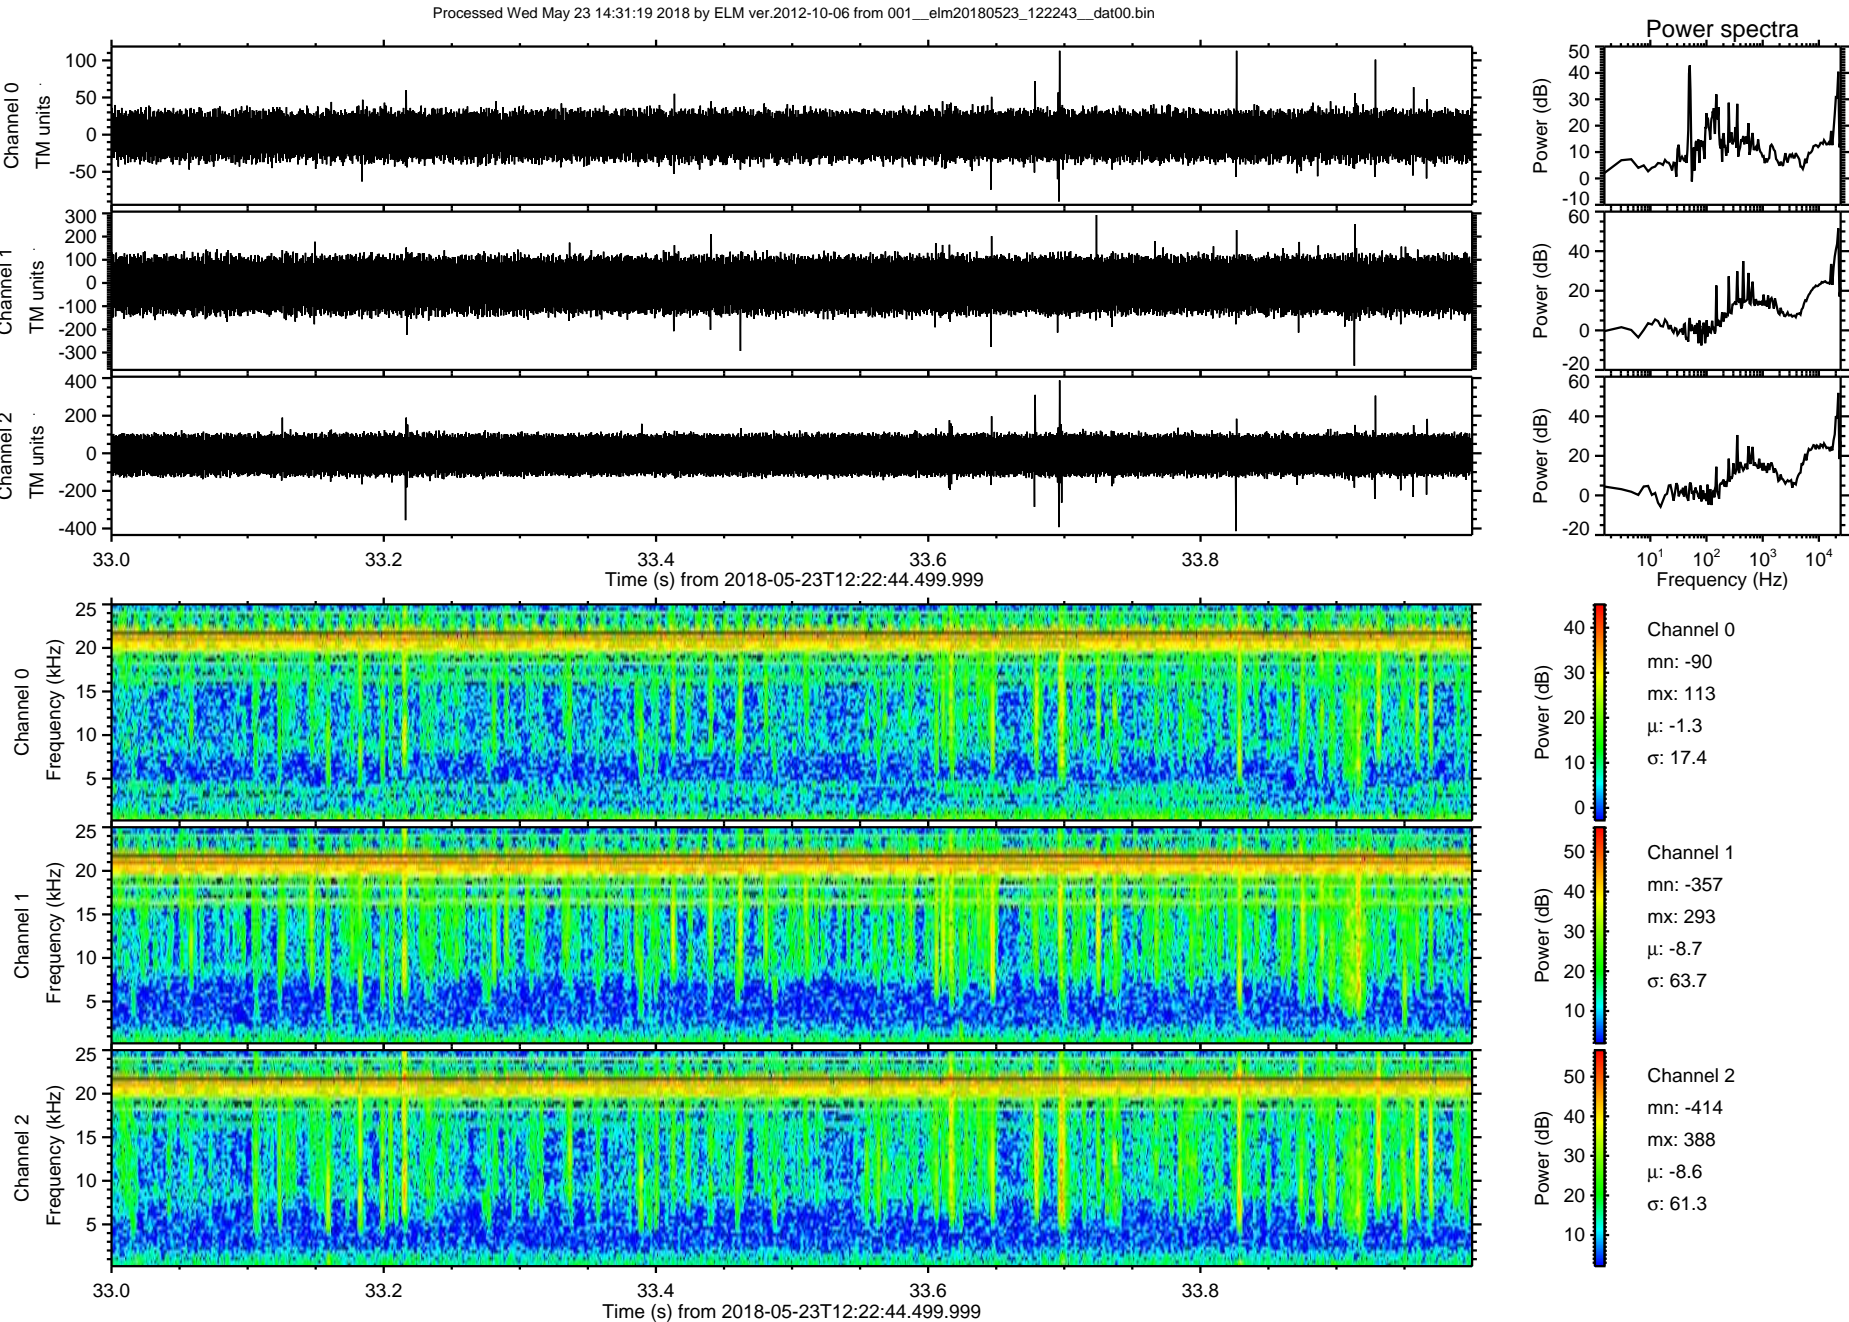 Processed Wed May 23 14:31:19 2018 by ELM ver.2012-10-06 from 001__elm20180523_122243__dat00.bin
Power spectra
Channel 0
TM units
100
50
0
-50
Power (dB)
50
40
30
20
10
0
-10
Channel 1
TM units
300
200
100
0
-100
-200
-300
Power (dB)
60
40
20
0
-20
Channel 2
TM units
400
200
0
-200
-400
Power (dB)
60
40
20
0
-20
33.0 33.2 33.4 33.6 33.8
Time (s) from 2018-05-23T12:22:44.499.999
10^1 10^2 10^3 10^4
Frequency (Hz)
Channel 0
Frequency (kHz)
25
20
15
10
5
Power (dB)
40
30
20
10
0
Channel 0
mn: -90
mx: 113
μ: -1.3
σ: 17.4
Channel 1
Frequency (kHz)
25
20
15
10
5
Power (dB)
50
40
30
20
10
Channel 1
mn: -357
mx: 293
μ: -8.7
σ: 63.7
Channel 2
Frequency (kHz)
25
20
15
10
5
Power (dB)
50
40
30
20
10
Channel 2
mn: -414
mx: 388
μ: -8.6
σ: 61.3
33.0 33.2 33.4 33.6 33.8
Time (s) from 2018-05-23T12:22:44.499.999